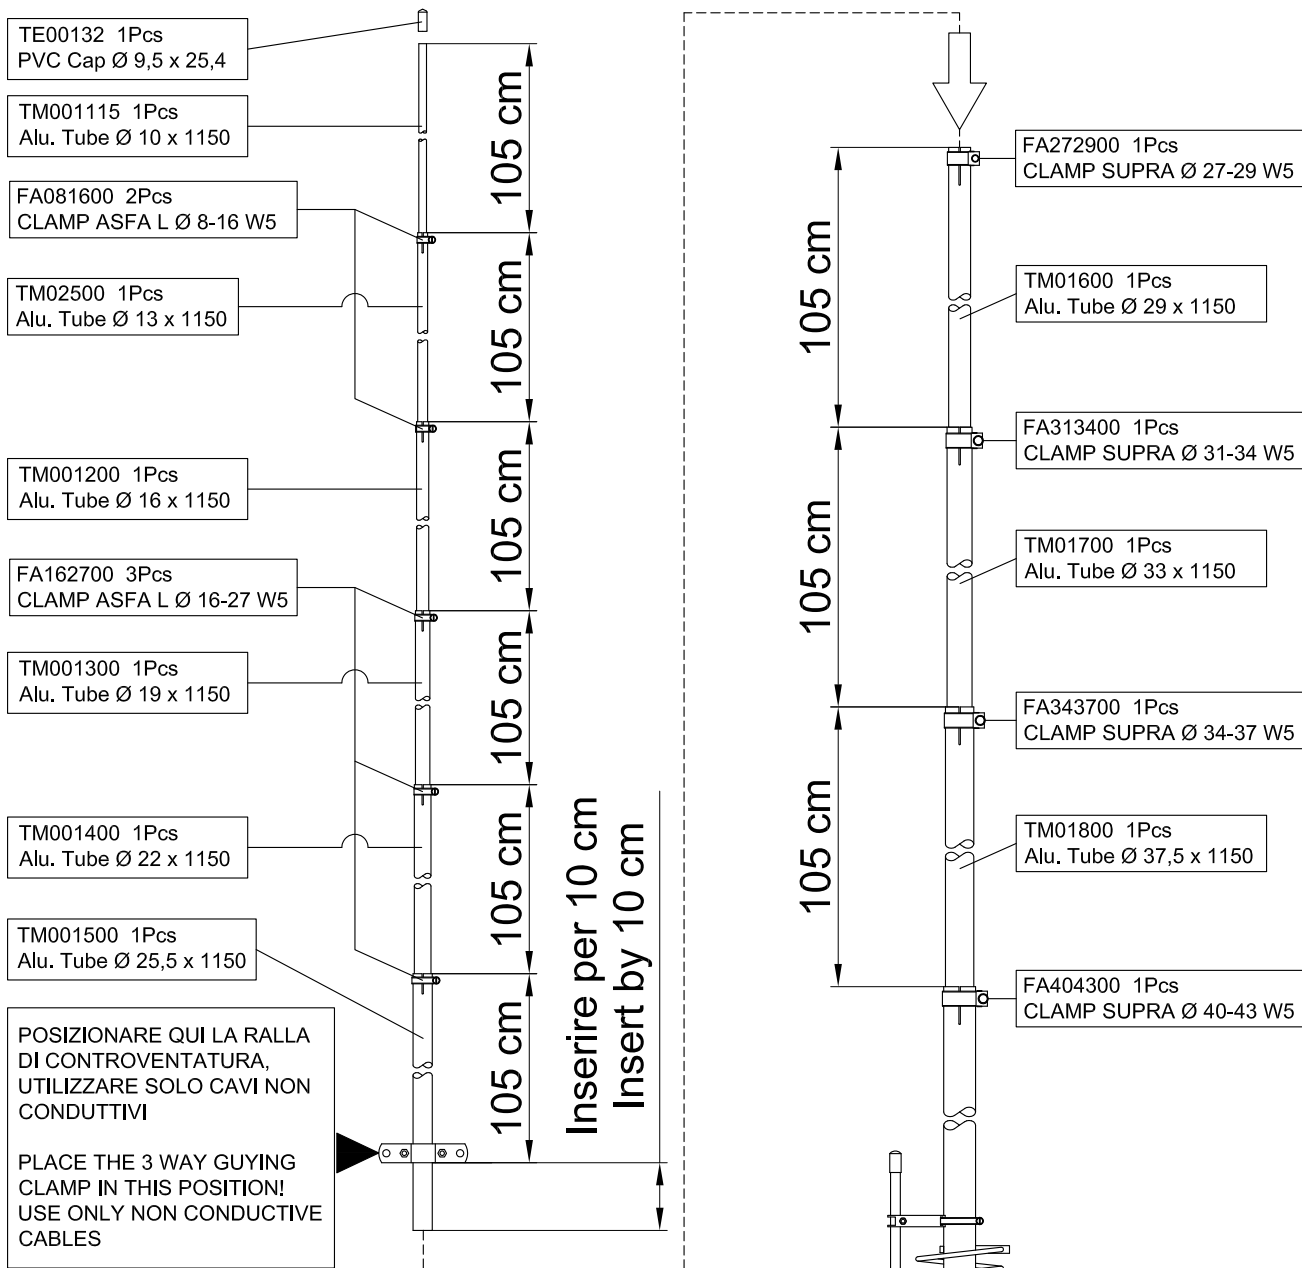 TE00132 1Pcs
PVC Cap Ø 9,5 x 25,4
TM001115 1Pcs
Alu. Tube Ø 10 x 1150
FA081600 2Pcs
CLAMP ASFA L Ø 8-16 W5
TM02500 1Pcs
Alu. Tube Ø 13 x 1150
TM001200 1Pcs
Alu. Tube Ø 16 x 1150
FA162700 3Pcs
CLAMP ASFA L Ø 16-27 W5
TM001300 1Pcs
Alu. Tube Ø 19 x 1150
TM001400 1Pcs
Alu. Tube Ø 22 x 1150
TM001500 1Pcs
Alu. Tube Ø 25,5 x 1150
POSIZIONARE QUI LA RALLA
DI CONTROVENTATURA,
UTILIZZARE SOLO CAVI NON
CONDUTTIVI
PLACE THE 3 WAY GUYING
CLAMP IN THIS POSITION!
USE ONLY NON CONDUCTIVE
CABLES
105 cm
105 cm
105 cm
105 cm
105 cm
105 cm
Inserire per 10 cm
Insert by 10 cm
105 cm
105 cm
105 cm
FA272900 1Pcs
CLAMP SUPRA Ø 27-29 W5
TM01600 1Pcs
Alu. Tube Ø 29 x 1150
FA313400 1Pcs
CLAMP SUPRA Ø 31-34 W5
TM01700 1Pcs
Alu. Tube Ø 33 x 1150
FA343700 1Pcs
CLAMP SUPRA Ø 34-37 W5
TM01800 1Pcs
Alu. Tube Ø 37,5 x 1150
FA404300 1Pcs
CLAMP SUPRA Ø 40-43 W5